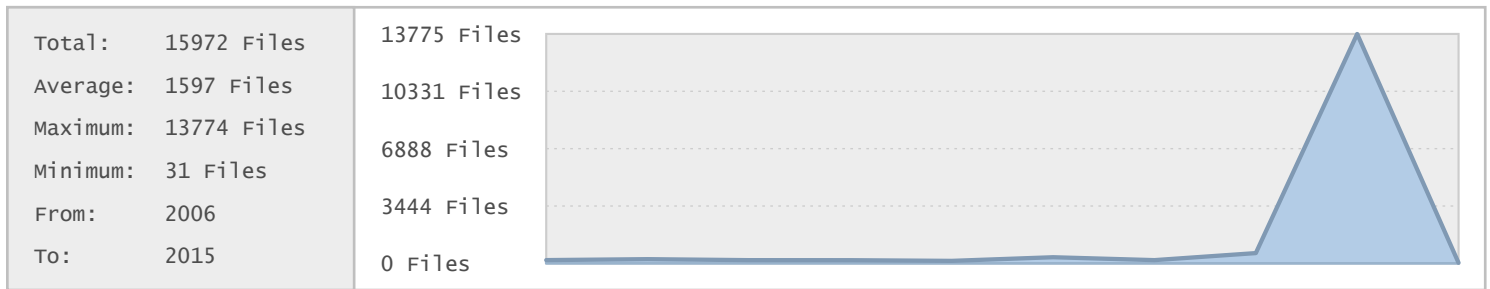 Total: 15972 Files
Average: 1597 Files
Maximum: 13774 Files
Minimum: 31 Files
From: 2006
To: 2015
13775 Files
10331 Files
6888 Files
3444 Files
0 Files